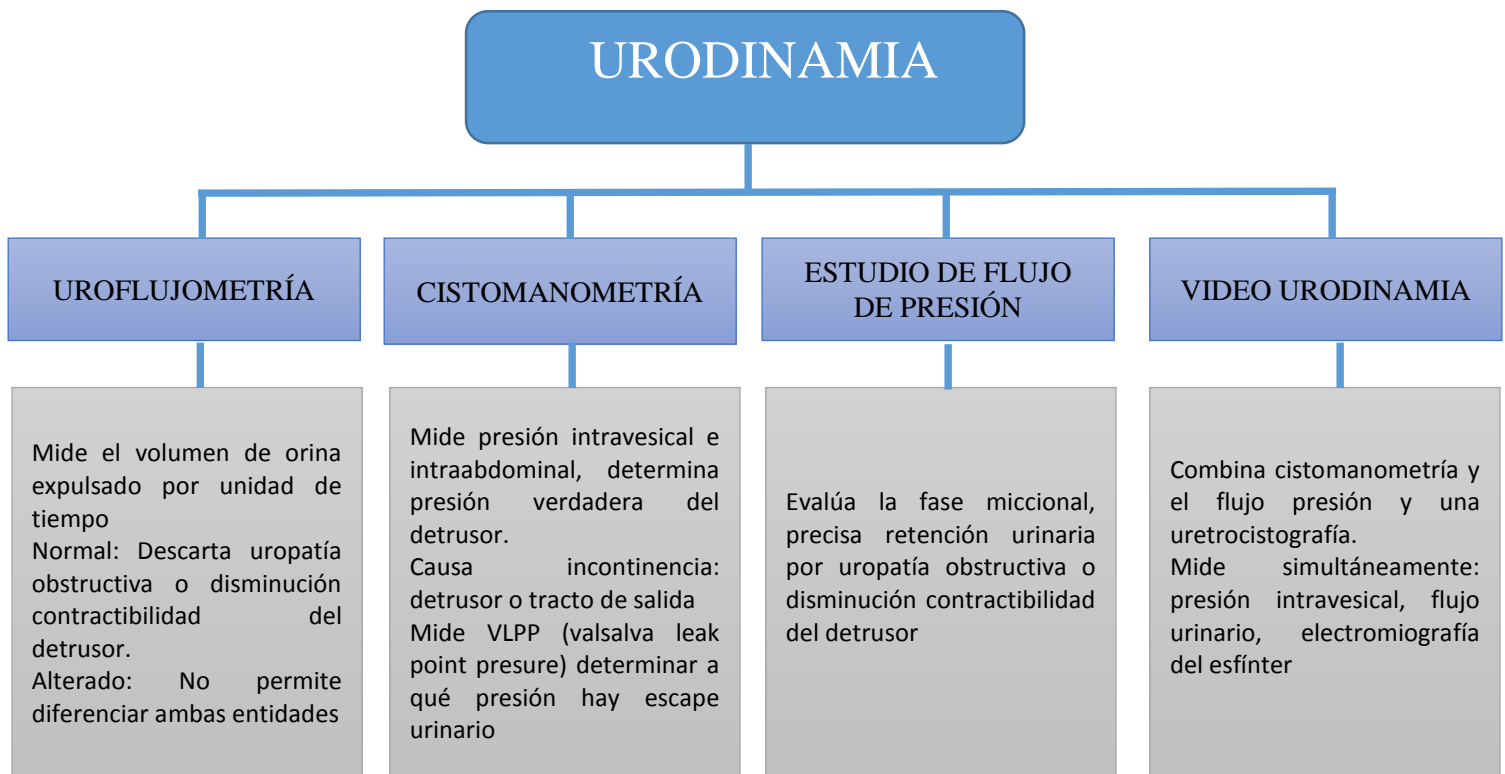 URODINAMIA
UROFLUJOMETRÍA
Mide el volumen de orina
expulsado por unidad de
tiempo
Normal: Descarta uropatía
obstructiva o disminución
contractibilidad del
detrusor.
Alterado: No permite
diferenciar ambas entidades
CISTOMANOMETRÍA
Mide presión intravesical e
intraabdominal, determina
presión verdadera del
detrusor.
Causa incontinencia:
detrusor o tracto de salida
Mide VLPP (valsalva leak
point presure) determinar a
qué presión hay escape
urinario
ESTUDIO DE FLUJO
DE PRESIÓN
Evalúa la fase miccional,
precisa retención urinaria
por uropatía obstructiva o
disminución contractibilidad
del detrusor
VIDEO URODINAMIA
Combina cistomanometría y
el flujo presión y una
uretrocistografía.
Mide simultáneamente:
presión intravesical, flujo
urinario, electromiografía
del esfínter